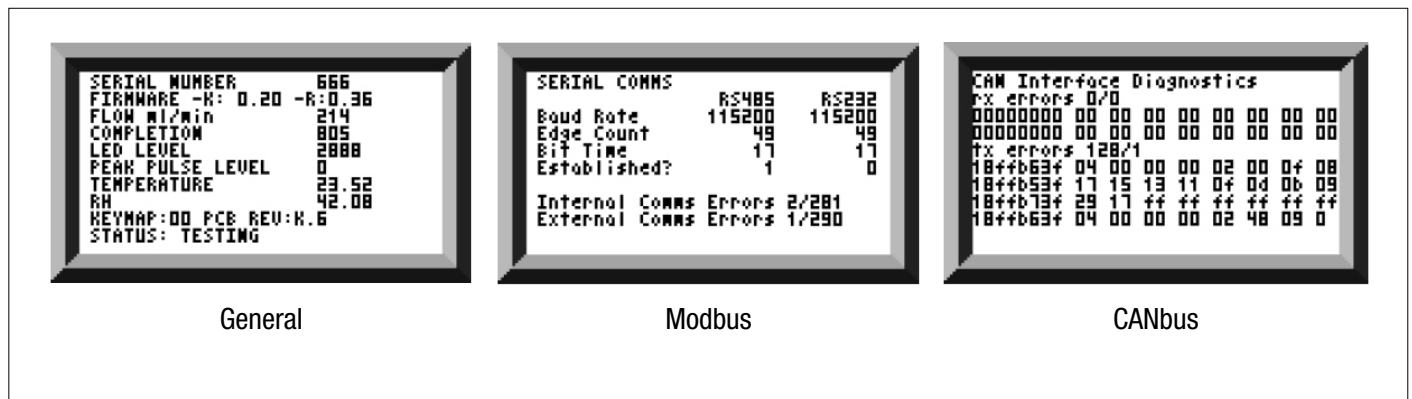 SERIAL NUMBER 666
FIRMWARE -K: 0.20 -R:0.36
FLOW ml/min 214
COMPLETION 805
LED LEVEL 2888
PEAK PULSE LEVEL 0
TEMPERATURE 23.52
RH 42.08
KEYMAP:00 PCB REV:K.6
STATUS: TESTING
General
SERIAL COMMS
RS485 RS232
Baud Rate 115200 115200
Edge Count 49 49
Bit Time 17 17
Established? 1 0
Internal Comms Errors 2/281
External Comms Errors 1/290
Modbus
CAN Interface Diagnostics
rx errors 0/0
00000000 00 00 00 00 00 00 00 00
00000000 00 00 00 00 00 00 00 00
tx errors 128/1
18ffb63f 04 00 00 00 02 00 0f 08
18ffb53f 17 15 13 11 0f 0d 0b 09
18ffb73f 29 17 ff ff ff ff ff ff
18ffb63f 04 00 00 00 02 48 09 0
CANbus